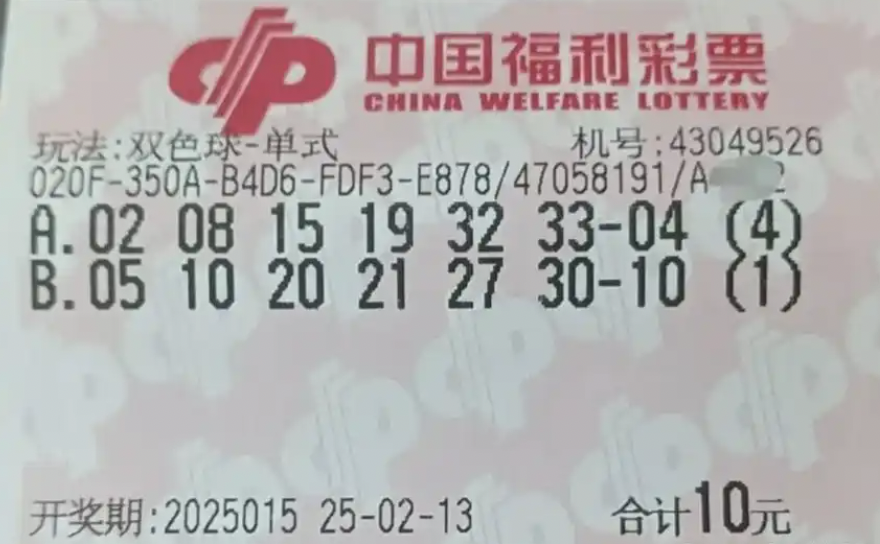 中国福利彩票
CHINA WELFARE LOTTERY
玩法:双色球-单式 机号:43049526
020F-350A-B4D6-FDF3-E878/47058191/A 2
A.02 08 15 19 32 33-04 (4)
B.05 10 20 21 27 30-10 (1)
开奖期:2025015 25-02-13 合计10元